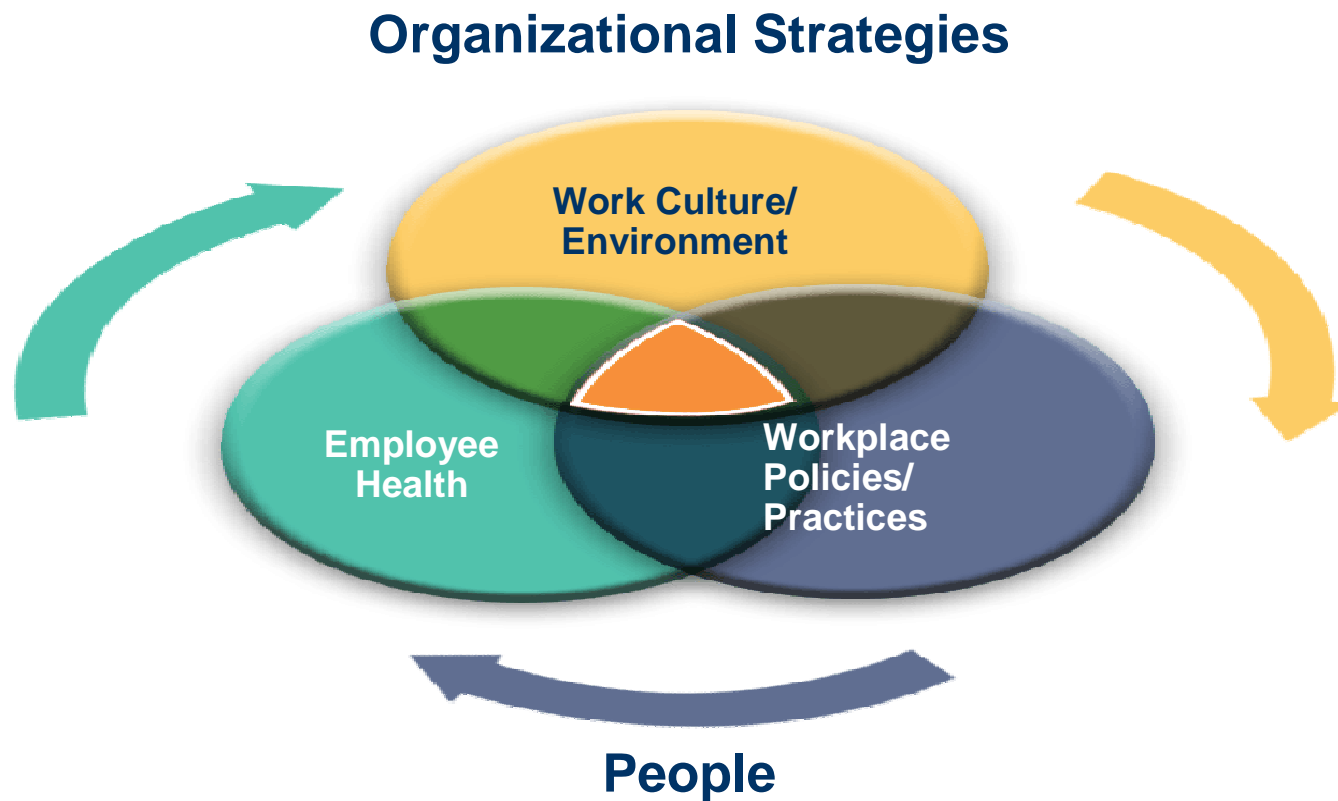 Organizational Strategies
Work Culture/
Environment
Employee
Health
Workplace
Policies/
Practices
People